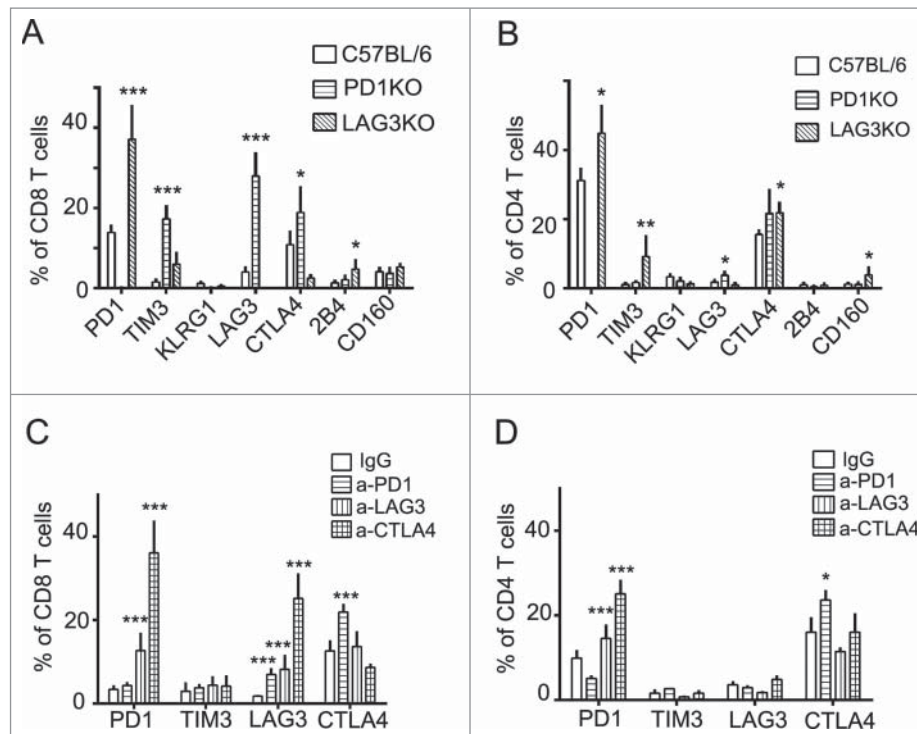 A
C57BL/6
PD1KO
LAG3KO
% of CD8 T cells
40
20
0
***
***
***
*
*
PD1
TIM3
KLRG1
LAG3
CTLA4
2B4
CD160
B
C57BL/6
PD1KO
LAG3KO
% of CD4 T cells
40
20
0
*
**
*
*
*
PD1
TIM3
KLRG1
LAG3
CTLA4
2B4
CD160
C
IgG
a-PD1
a-LAG3
a-CTLA4
% of CD8 T cells
40
20
0
***
***
***
***
***
***
PD1
TIM3
LAG3
CTLA4
D
IgG
a-PD1
a-LAG3
a-CTLA4
% of CD4 T cells
40
20
0
***
***
*
PD1
TIM3
LAG3
CTLA4